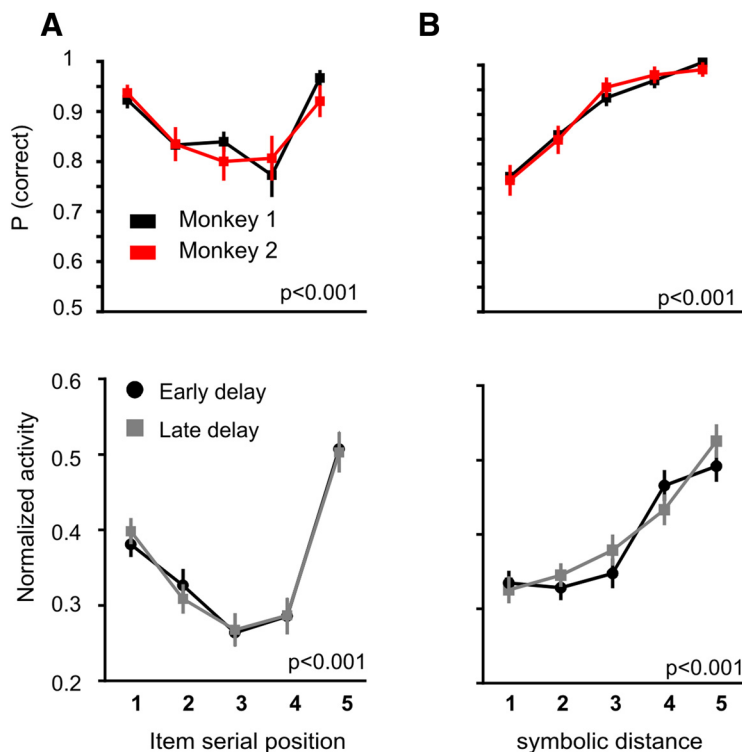 A
B
P (correct)
1
0.9
0.8
0.7
0.6
0.5
Monkey 1
Monkey 2
p<0.001
p<0.001
Normalized activity
0.6
0.5
0.4
0.3
0.2
Early delay
Late delay
p<0.001
p<0.001
1 2 3 4 5
1 2 3 4 5
Item serial position
symbolic distance